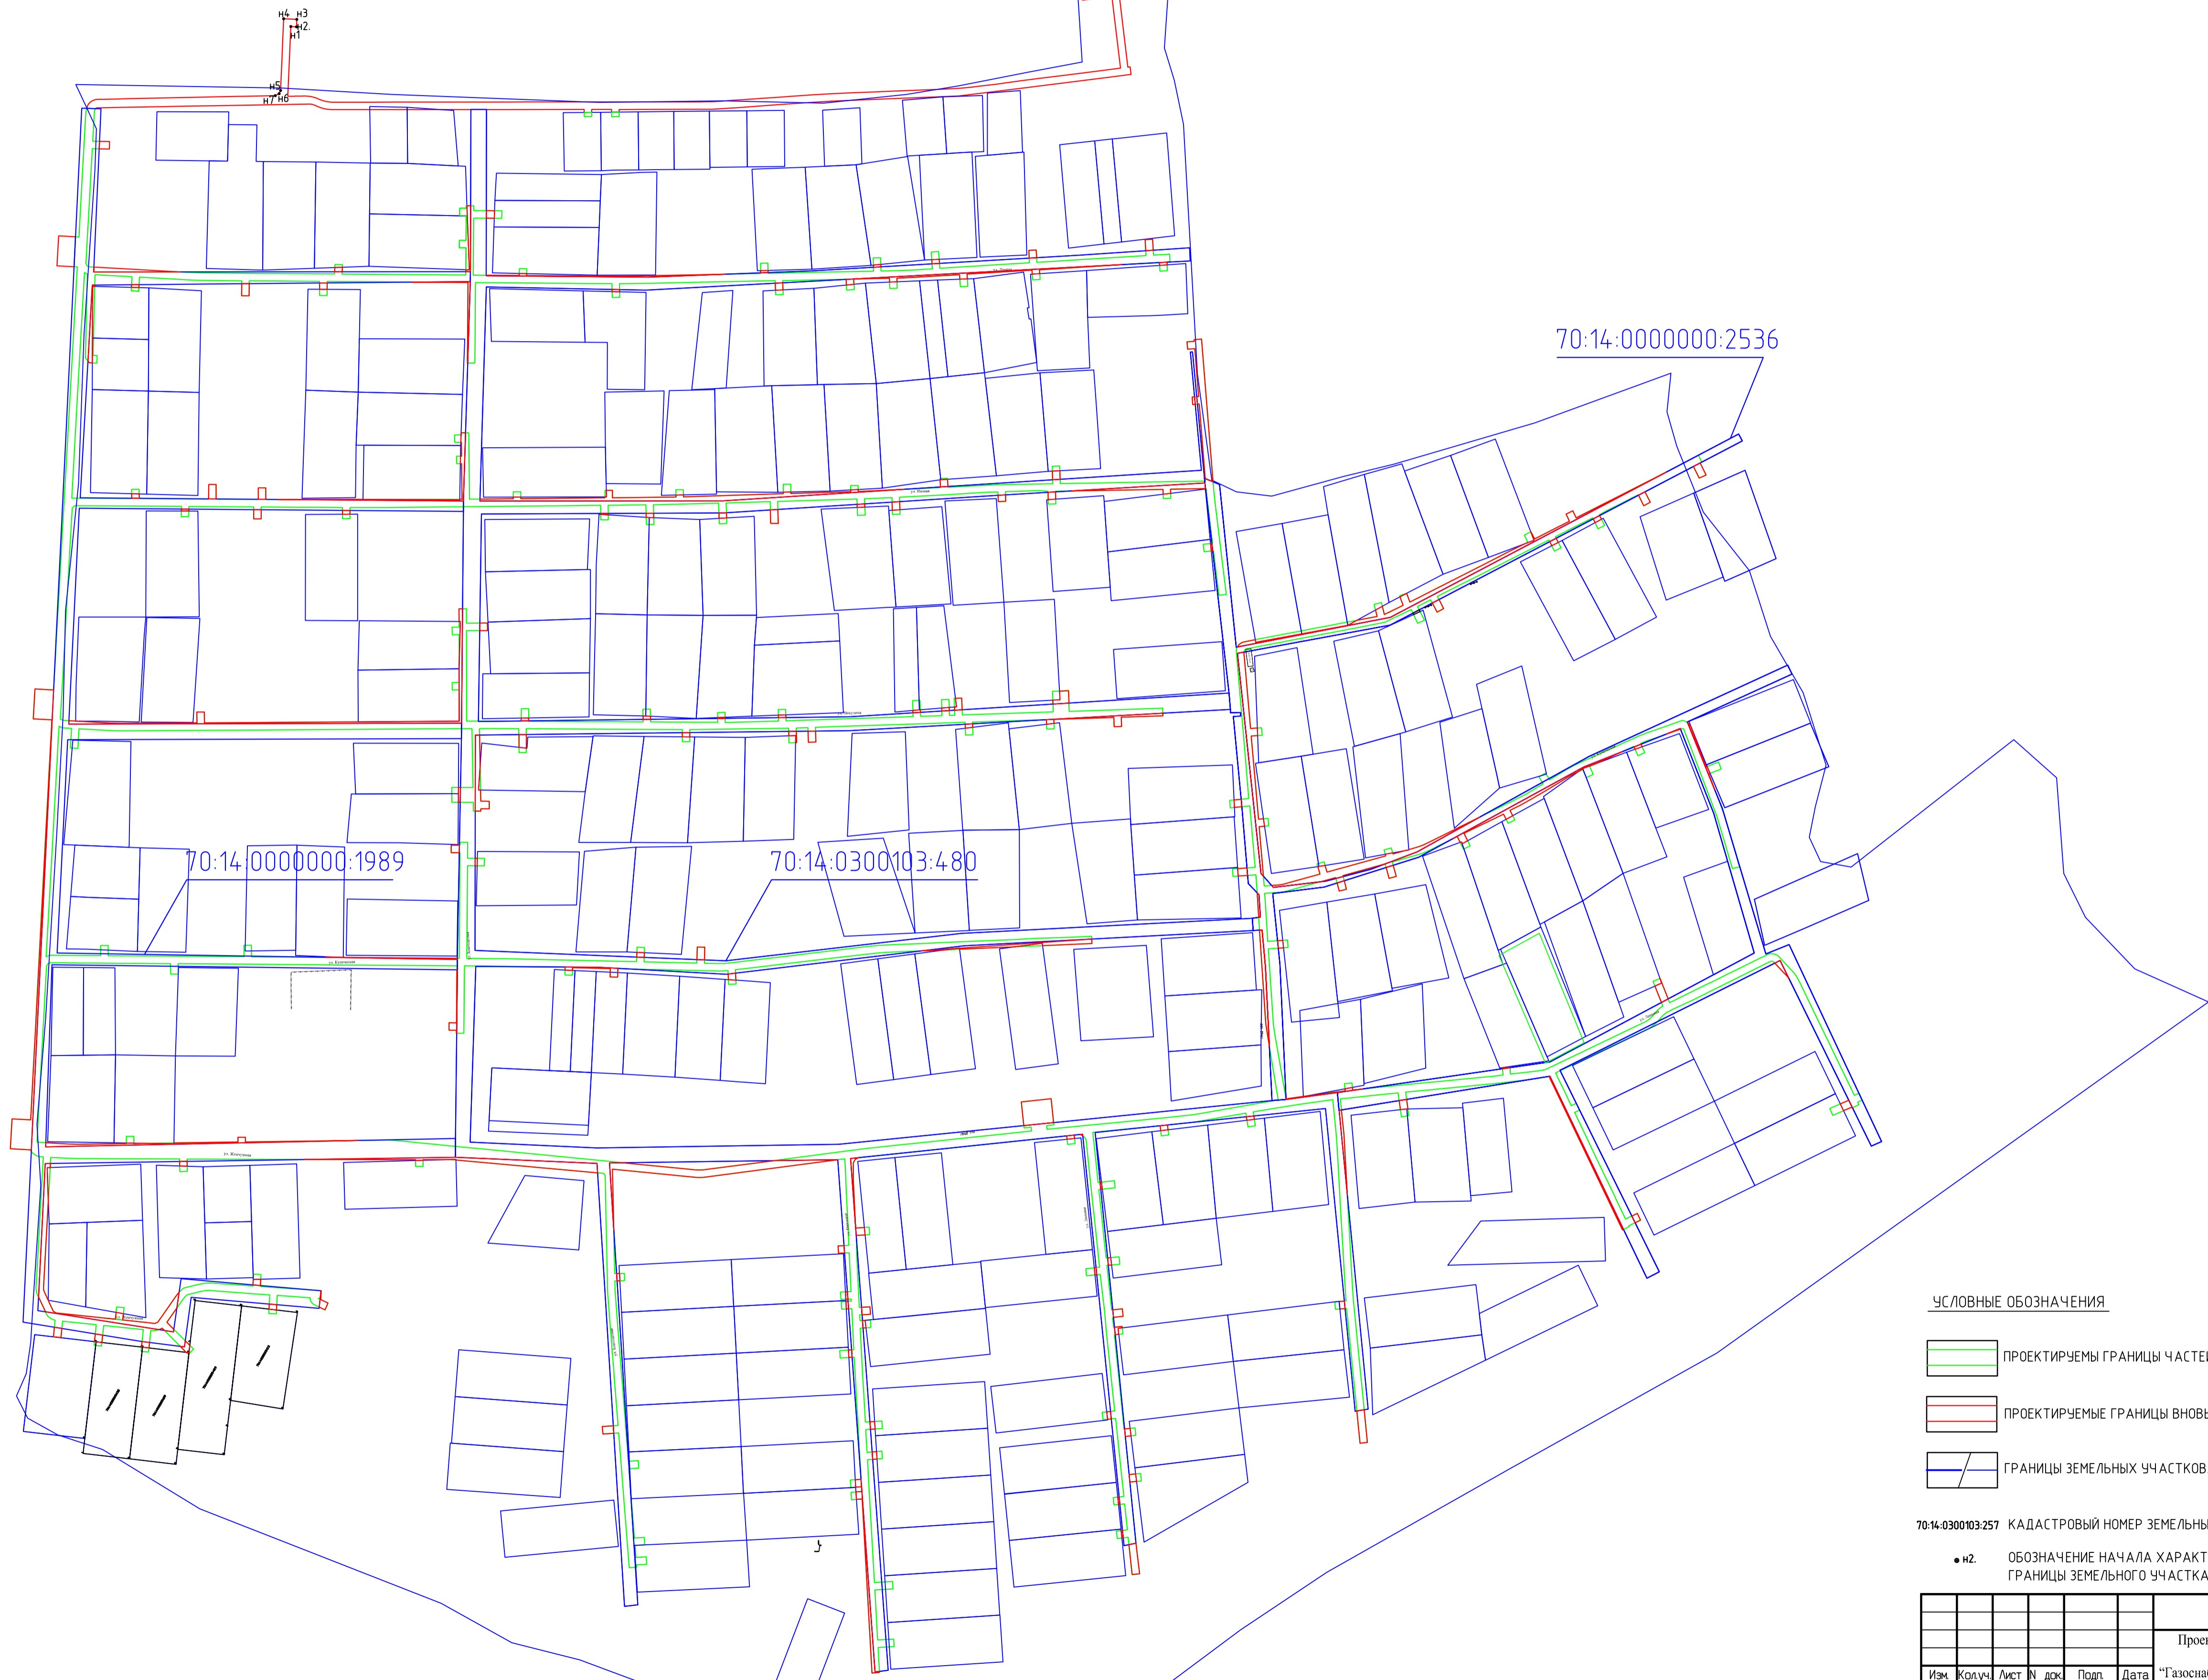 н4 н3
н2.
н1
н5
н7 н6
70:14:0000000:2536
70:14:0000000:1989
70:14:0300103:480
УСЛОВНЫЕ ОБОЗНАЧЕНИЯ
ПРОЕКТИРУЕМЫ ГРАНИЦЫ ЧАСТЕ
ПРОЕКТИРУЕМЫЕ ГРАНИЦЫ ВНОВЬ
ГРАНИЦЫ ЗЕМЕЛЬНЫХ УЧАСТКОВ
70:14:0300103:257 КАДАСТРОВЫЙ НОМЕР ЗЕМЕЛЬНЫ
н2. ОБОЗНАЧЕНИЕ НАЧАЛА ХАРАКТ
ГРАНИЦЫ ЗЕМЕЛЬНОГО УЧАСТКА
Прое
Изм. Кол.уч. Лист N док. Подп. Дата "Газосна